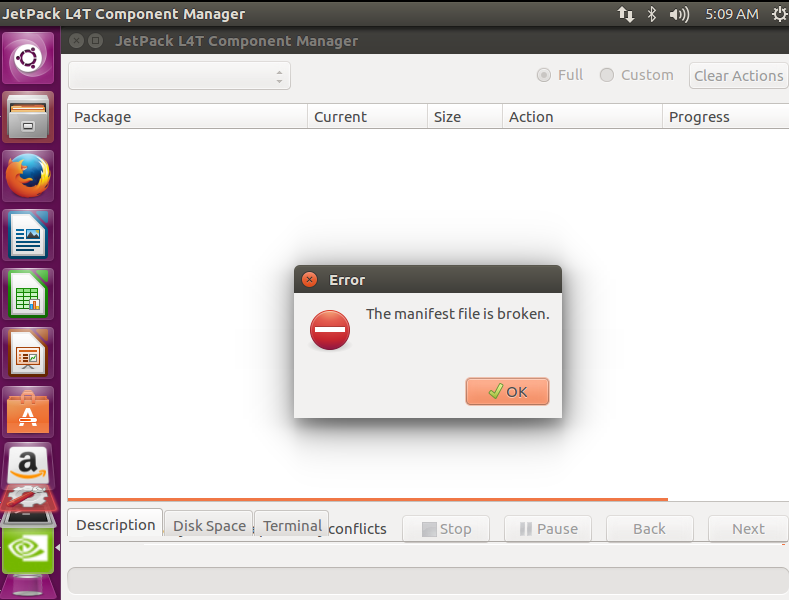 JetPack L4T Component Manager
5:09 AM
JetPack L4T Component Manager
Full
Custom
Clear Actions
Package Current Size Action Progress
Error
The manifest file is broken.
OK
Description Disk Space Terminal conflicts Stop Pause Back Next